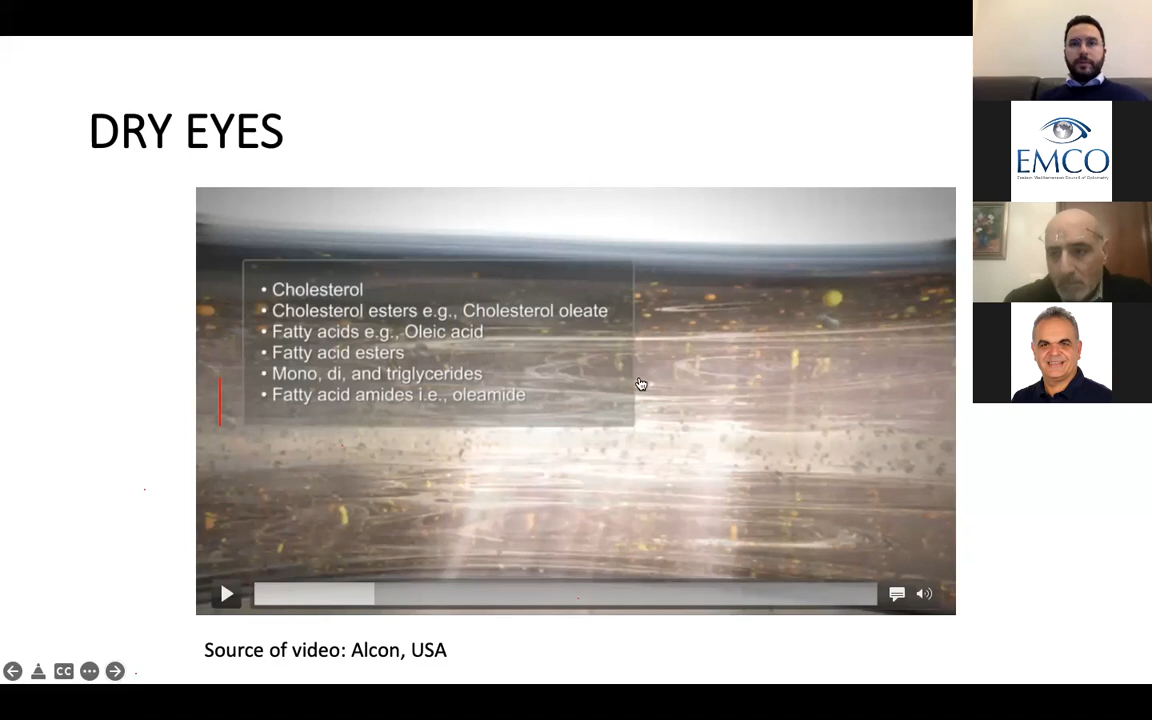 DRY EYES
• Cholesterol
• Cholesterol esters e.g., Cholesterol oleate
• Fatty acids e.g., Oleic acid
• Fatty acid esters
• Mono, di, and triglycerides
• Fatty acid amides i.e., oleamide
Source of video: Alcon, USA
CC
EMCO
Eastern Mediterranean Council of Optometry